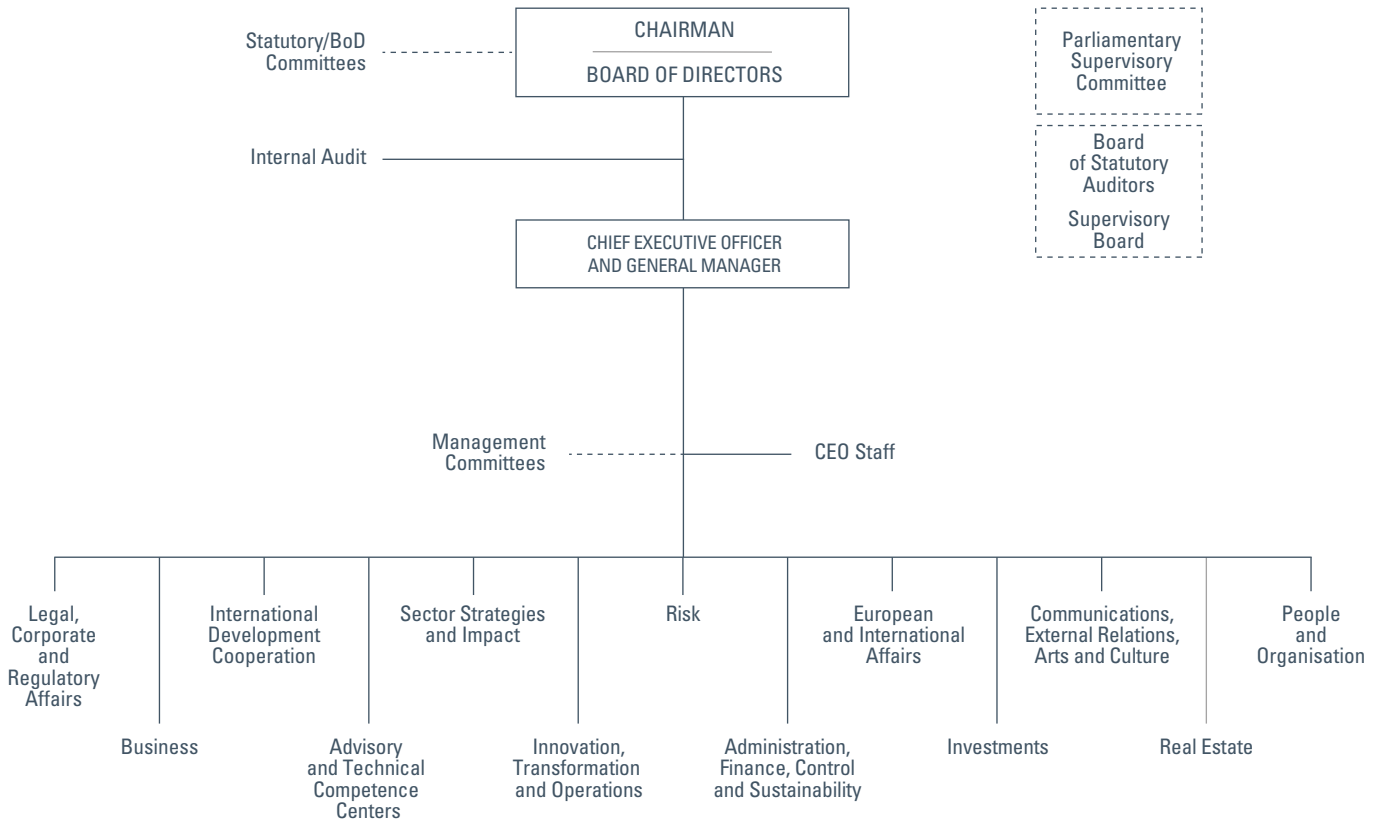 CHAIRMAN
BOARD OF DIRECTORS
Statutory/BoD
Committees
Parliamentary
Supervisory
Committee
Board
of Statutory
Auditors
Supervisory
Board
Internal Audit
CHIEF EXECUTIVE OFFICER
AND GENERAL MANAGER
Management
Committees
CEO Staff
Legal,
Corporate
and
Regulatory
Affairs
International
Development
Cooperation
Sector Strategies
and Impact
Risk
European
and International
Affairs
Communications,
External Relations,
Arts and Culture
People
and
Organisation
Business
Advisory
and Technical
Competence
Centers
Innovation,
Transformation
and Operations
Administration,
Finance, Control
and Sustainability
Investments
Real Estate